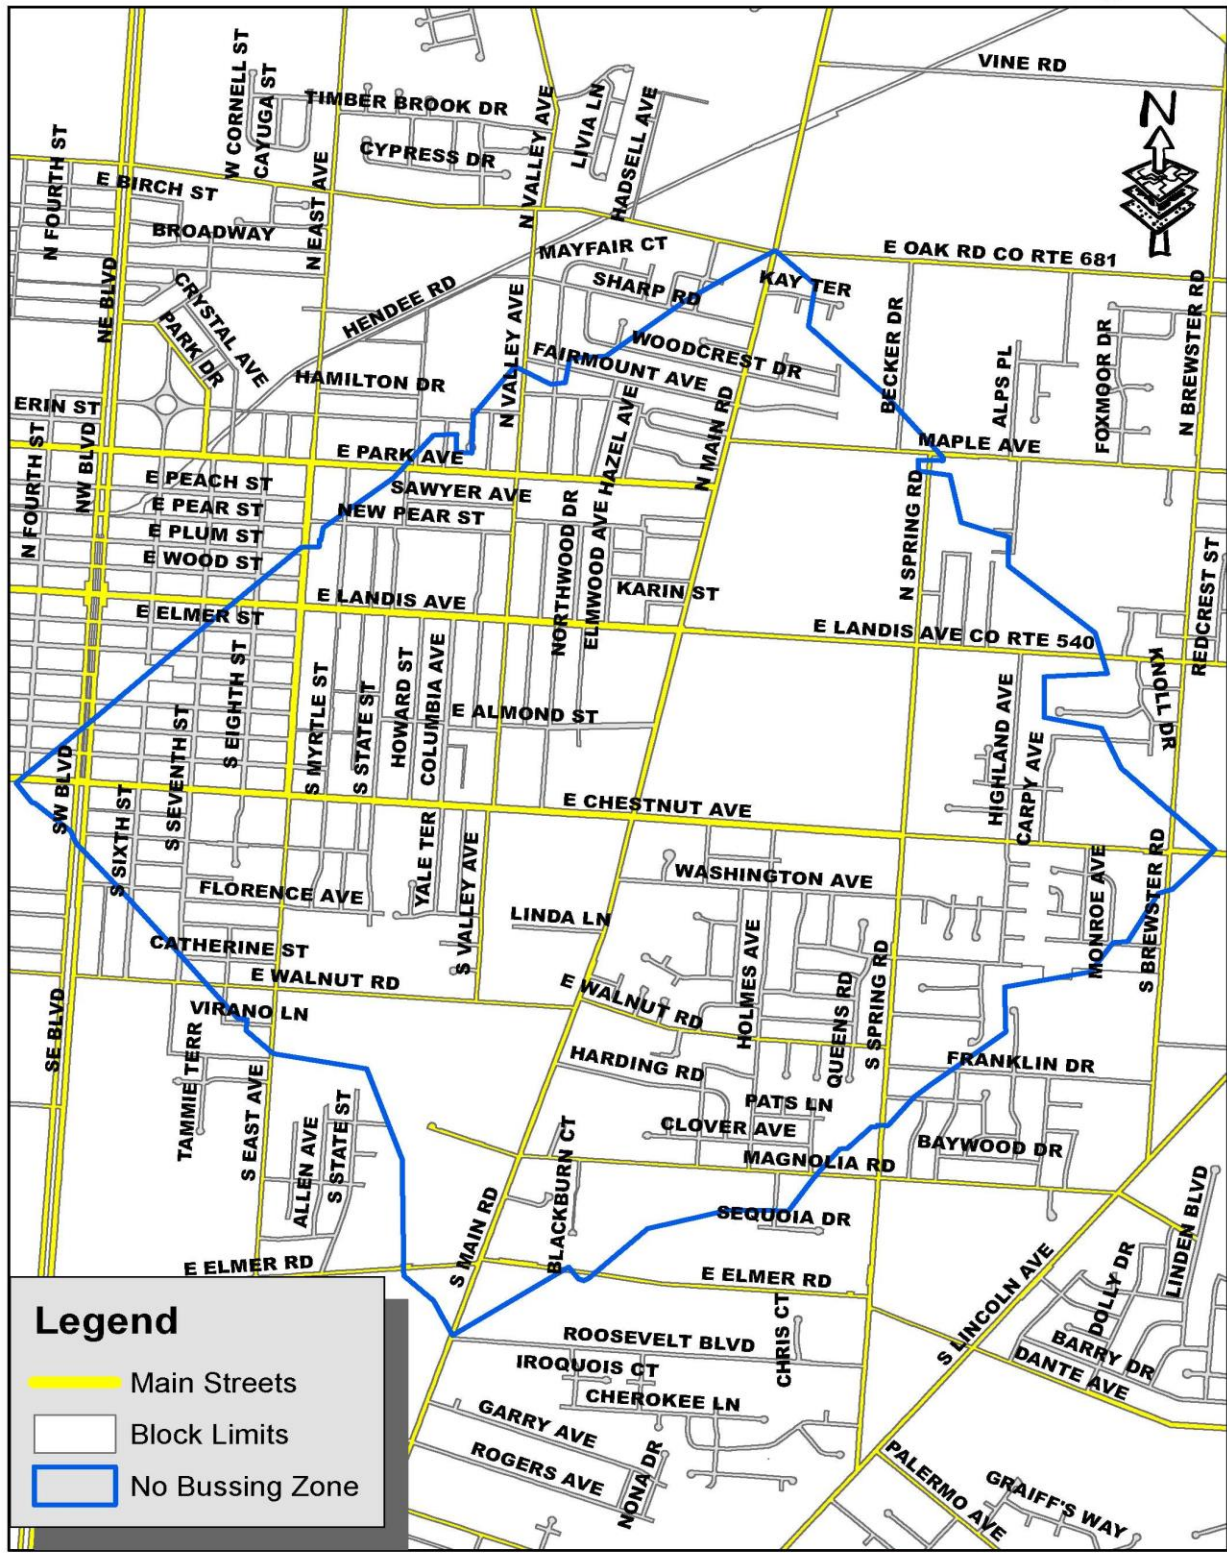 VINE RD
W CORNELL ST
CAYUGA ST
TIMBER BROOK DR
N VALLEY AVE
LIVIA LN
HADSELL AVE
Z
N FOURTH ST
CYPRESS DR
E BIRCH ST
N EAST AVE
BROADWAY
MAYFAIR CT
E OAK RD CO RTE 681
NE BLVD
CRYSTAL AVE
PARK DR
HENDEE RD
SHARP RD
KAY TER
N BREWSTER RD
N VALLEY AVE
WOODCREST DR
BECKER DR
FOXMOOR DR
FAIRMOUNT AVE
ALPS PL
HAMILTON DR
ERIN ST
HAZEL AVE
N MAIN RD
MAPLE AVE
N FOURTH ST
NW BLVD
E PARK AVE
E PEACH ST
SAWYER AVE
E PEAR ST
NEW PEAR ST
NORTHWOOD DR
ELMWOOD AVE
N SPRING RD
E PLUM ST
E WOOD ST
REDCREST ST
KARIN ST
E LANDIS AVE
E ELMER ST
E LANDIS AVE CO RTE 540
KNOLL DR
S EIGHTH ST
S MYRTLE ST
S STATE ST
HOWARD ST
COLUMBIA AVE
E ALMOND ST
HIGHLAND AVE
S SEVENTH ST
CARPY AVE
SW BLVD
E CHESTNUT AVE
S SIXTH ST
YALE TER
S VALLEY AVE
WASHINGTON AVE
MONROE AVE
S BREWSTER RD
FLORENCE AVE
LINDA LN
CATHERINE ST
HOLMES AVE
S SPRING RD
E WALNUT RD
E WALNUT RD
QUEENS RD
SE BLVD
VIRANO LN
TAMMIE TERR
HARDING RD
FRANKLIN DR
S EAST AVE
PATS LN
ALLEN AVE
S STATE ST
CLOVER AVE
BLACKBURN CT
BAYWOOD DR
MAGNOLIA RD
S MAIN RD
SEQUOIA DR
LINDEN BLVD
E ELMER RD
E ELMER RD
S LINCOLN AVE
DOLLY DR
ROOSEVELT BLVD
CHRIS CT
BARRY DR
DANTE AVE
IROQUOIS CT
CHEROKEE LN
GARRY AVE
ROGERS AVE
NONA DR
PALERMO AVE
GRAIFF'S WAY
Legend
Main Streets
Block Limits
No Bussing Zone